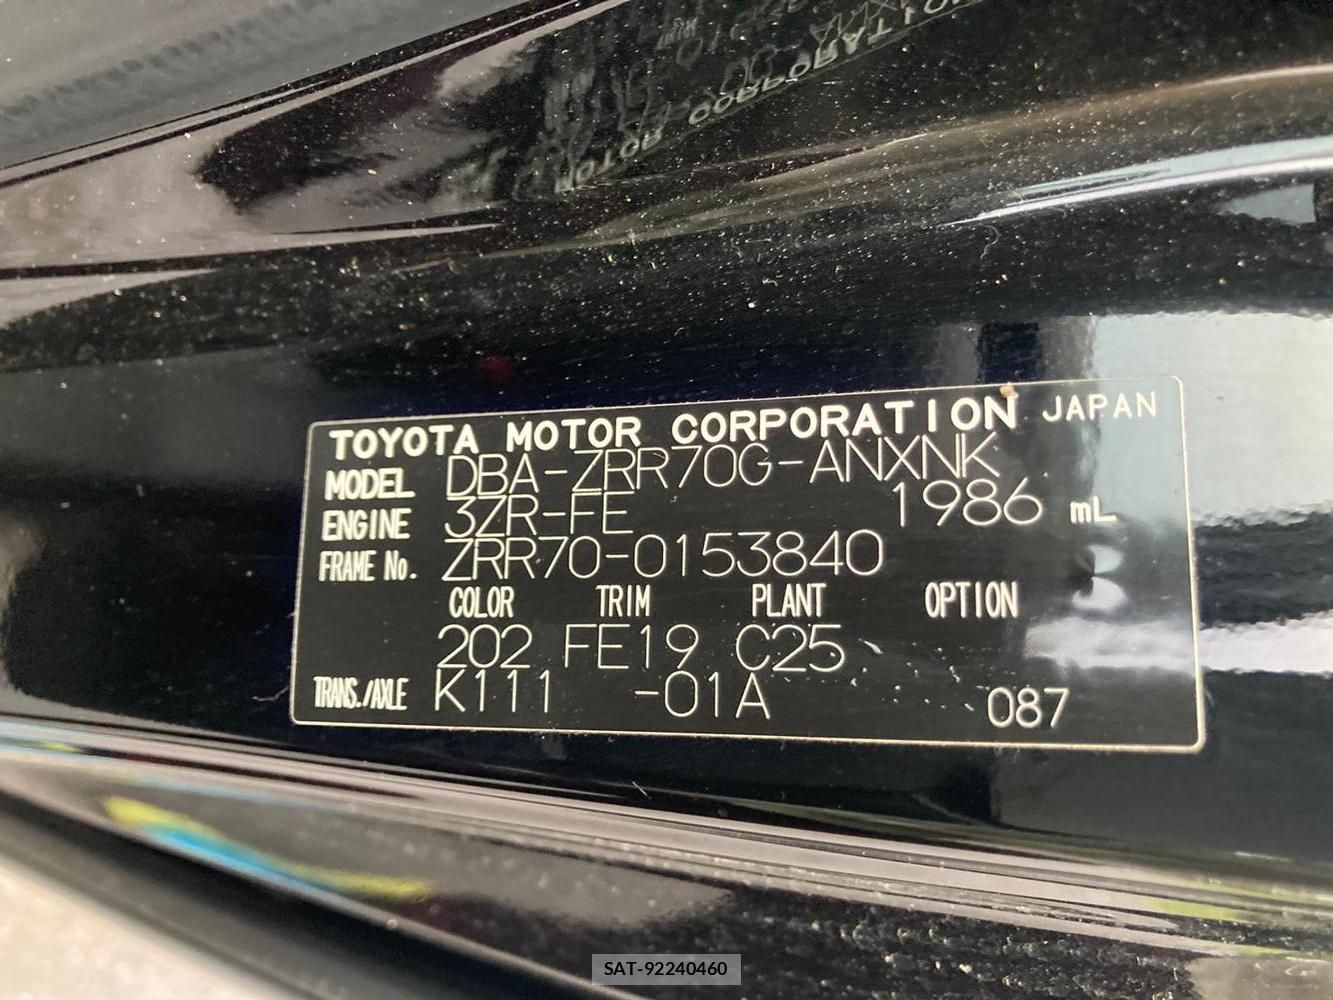 TOYOTA MOTOR CORPORATION JAPAN
MODEL DBA-ZRR70G-ANXNK
ENGINE 3ZR-FE 1986 mL
FRAME No. ZRR70-0153840
COLOR TRIM PLANT OPTION
202 FE19 C25
TRANS./AXLE K111 -01A 087
SAT-92240460